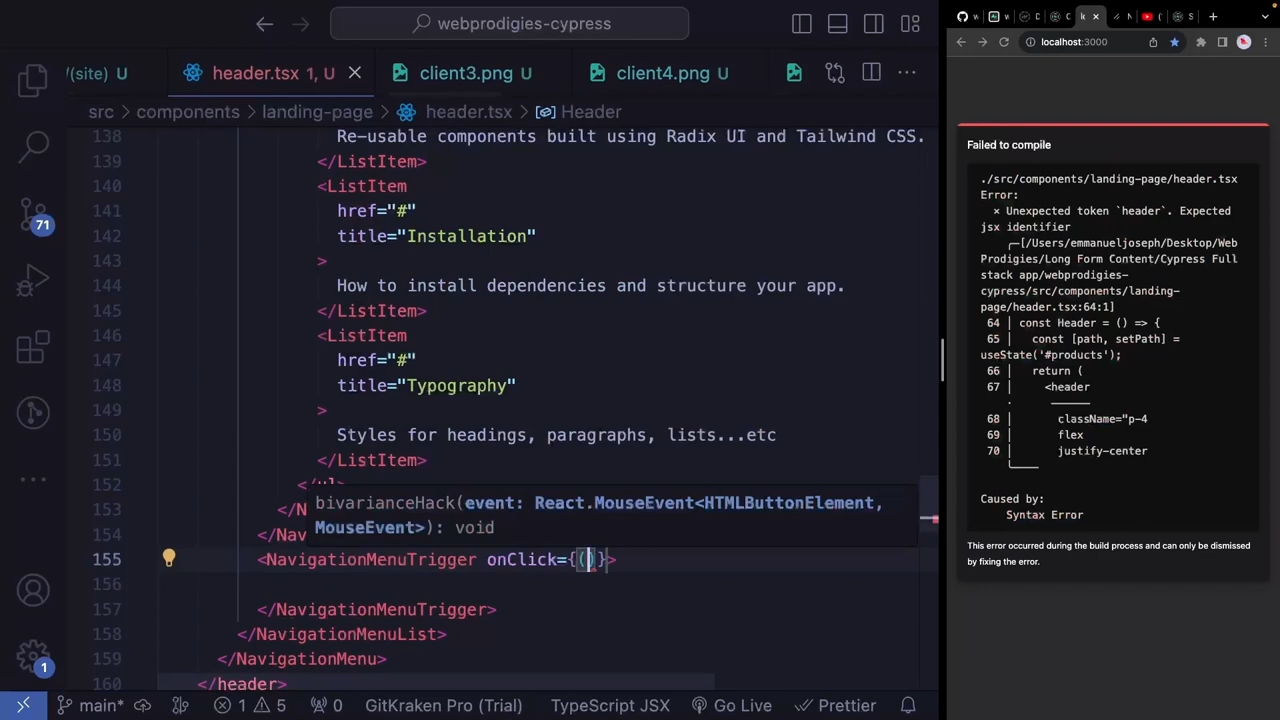 webprodigies-cypress
/(site) U
header.tsx 1, U
client3.png U
client4.png U
src > components > landing-page > header.tsx > Header
138 Re-usable components built using Radix UI and Tailwind CSS.
139 </ListItem>
140 <ListItem
141 href="#"
142 title="Installation"
143 >
144 How to install dependencies and structure your app.
145 </ListItem>
146 <ListItem
147 href="#"
148 title="Typography"
149 >
150 Styles for headings, paragraphs, lists...etc
151 </ListItem>
152 </ul>
153 </N
154 </Nav
bivarianceHack(event: React.MouseEvent<HTMLButtonElement,
MouseEvent>): void
155 <NavigationMenuTrigger onClick={()}>
156
157 </NavigationMenuTrigger>
158 </NavigationMenuList>
159 </NavigationMenu>
160 </header>
71
1
main* 1 5 0 GitKraken Pro (Trial) TypeScript JSX Go Live Prettier
localhost:3000
Failed to compile
./src/components/landing-page/header.tsx
Error:
× Unexpected token `header`. Expected
jsx identifier
╭─[/Users/emmanueljoseph/Desktop/Web
Prodigies/Long Form Content/Cypress Full
stack app/webprodigies-
cypress/src/components/landing-
page/header.tsx:64:1]
64 │ const Header = () => {
65 │ const [path, setPath] =
useState('#products');
66 │ return (
67 │ <header
· ──────
68 │ className="p-4
69 │ flex
70 │ justify-center
╰────
Caused by:
Syntax Error
This error occurred during the build process and can only be dismissed
by fixing the error.